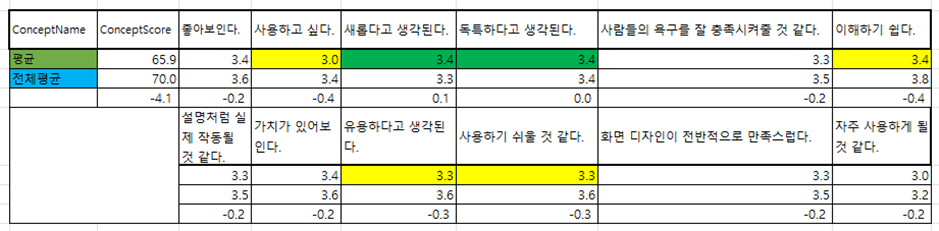 ConceptName ConceptScore 좋아보인다. 사용하고 싶다. 새롭다고 생각된다. 독특하다고 생각된다. 사람들의 욕구를 잘 충족시켜줄 것 같다. 이해하기 쉽다.
평균 65.9 3.4 3.0 3.4 3.4 3.3 3.4
전체평균 70.0 3.6 3.4 3.3 3.4 3.5 3.8
-4.1 -0.2 -0.4 0.1 0.0 -0.2 -0.4
설명처럼 실
제 작동될
것 같다.
가치가 있어보
인다.
유용하다고 생각된
다.
사용하기 쉬울 것 같다.
화면 디자인이 전반적으로 만족스럽다.
자주 사용하게 될
것 같다.
3.3 3.4 3.3 3.3 3.3 3.0
3.5 3.6 3.6 3.6 3.5 3.2
-0.2 -0.2 -0.3 -0.3 -0.2 -0.2